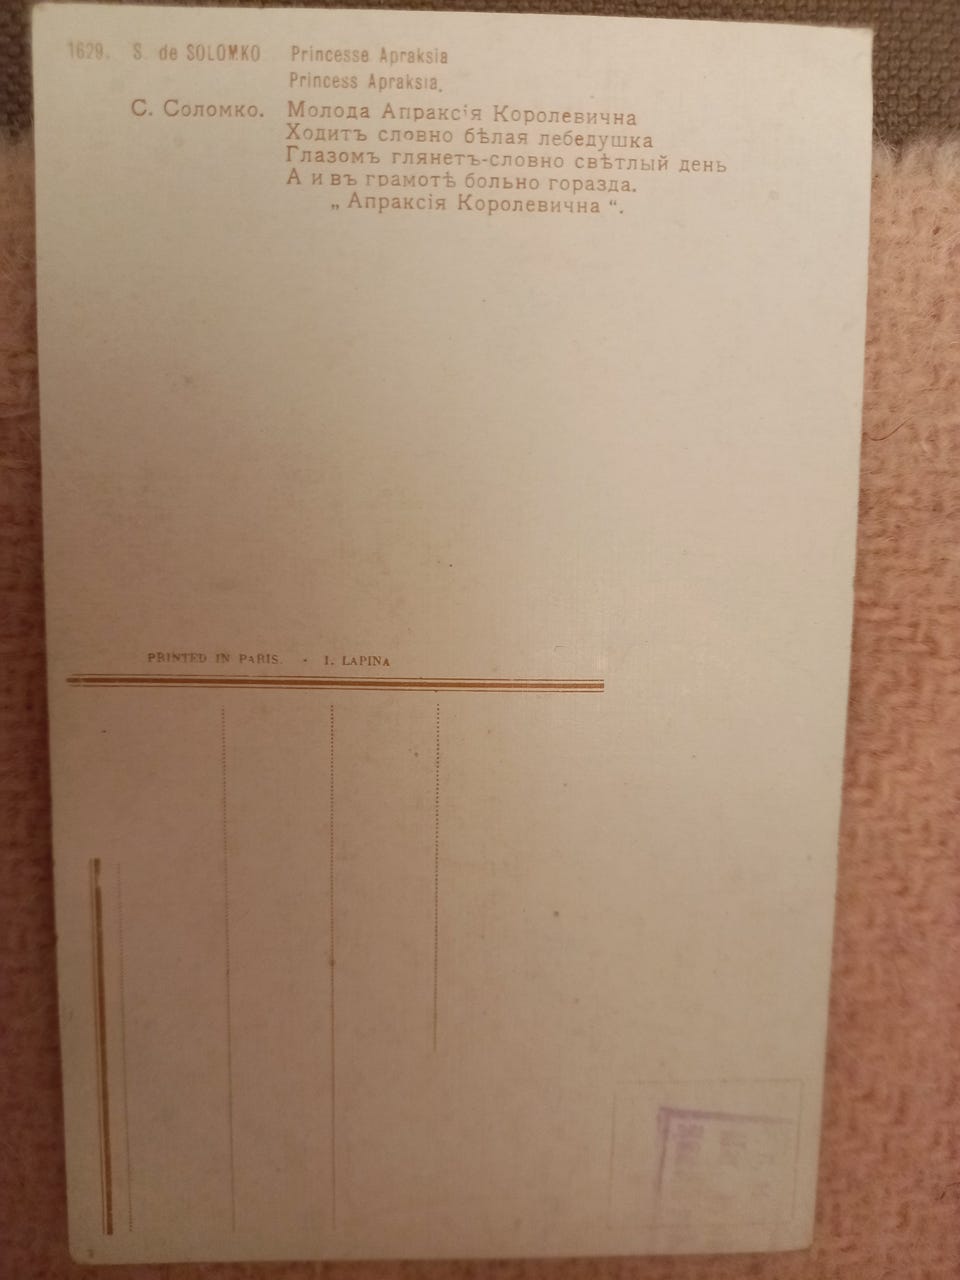 1629. S. de SOLOMKO Princesse Apraksia
Princess Apraksia.
С. Соломко. Молода Апраксія Королевична
Ходитъ словно бѣлая лебедушка
Глазомъ глянетъ-словно свѣтлый день
А и въ грамотѣ больно горазда.
„ Апраксія Королевична “.
PRINTED IN PARIS. - I. LAPINA